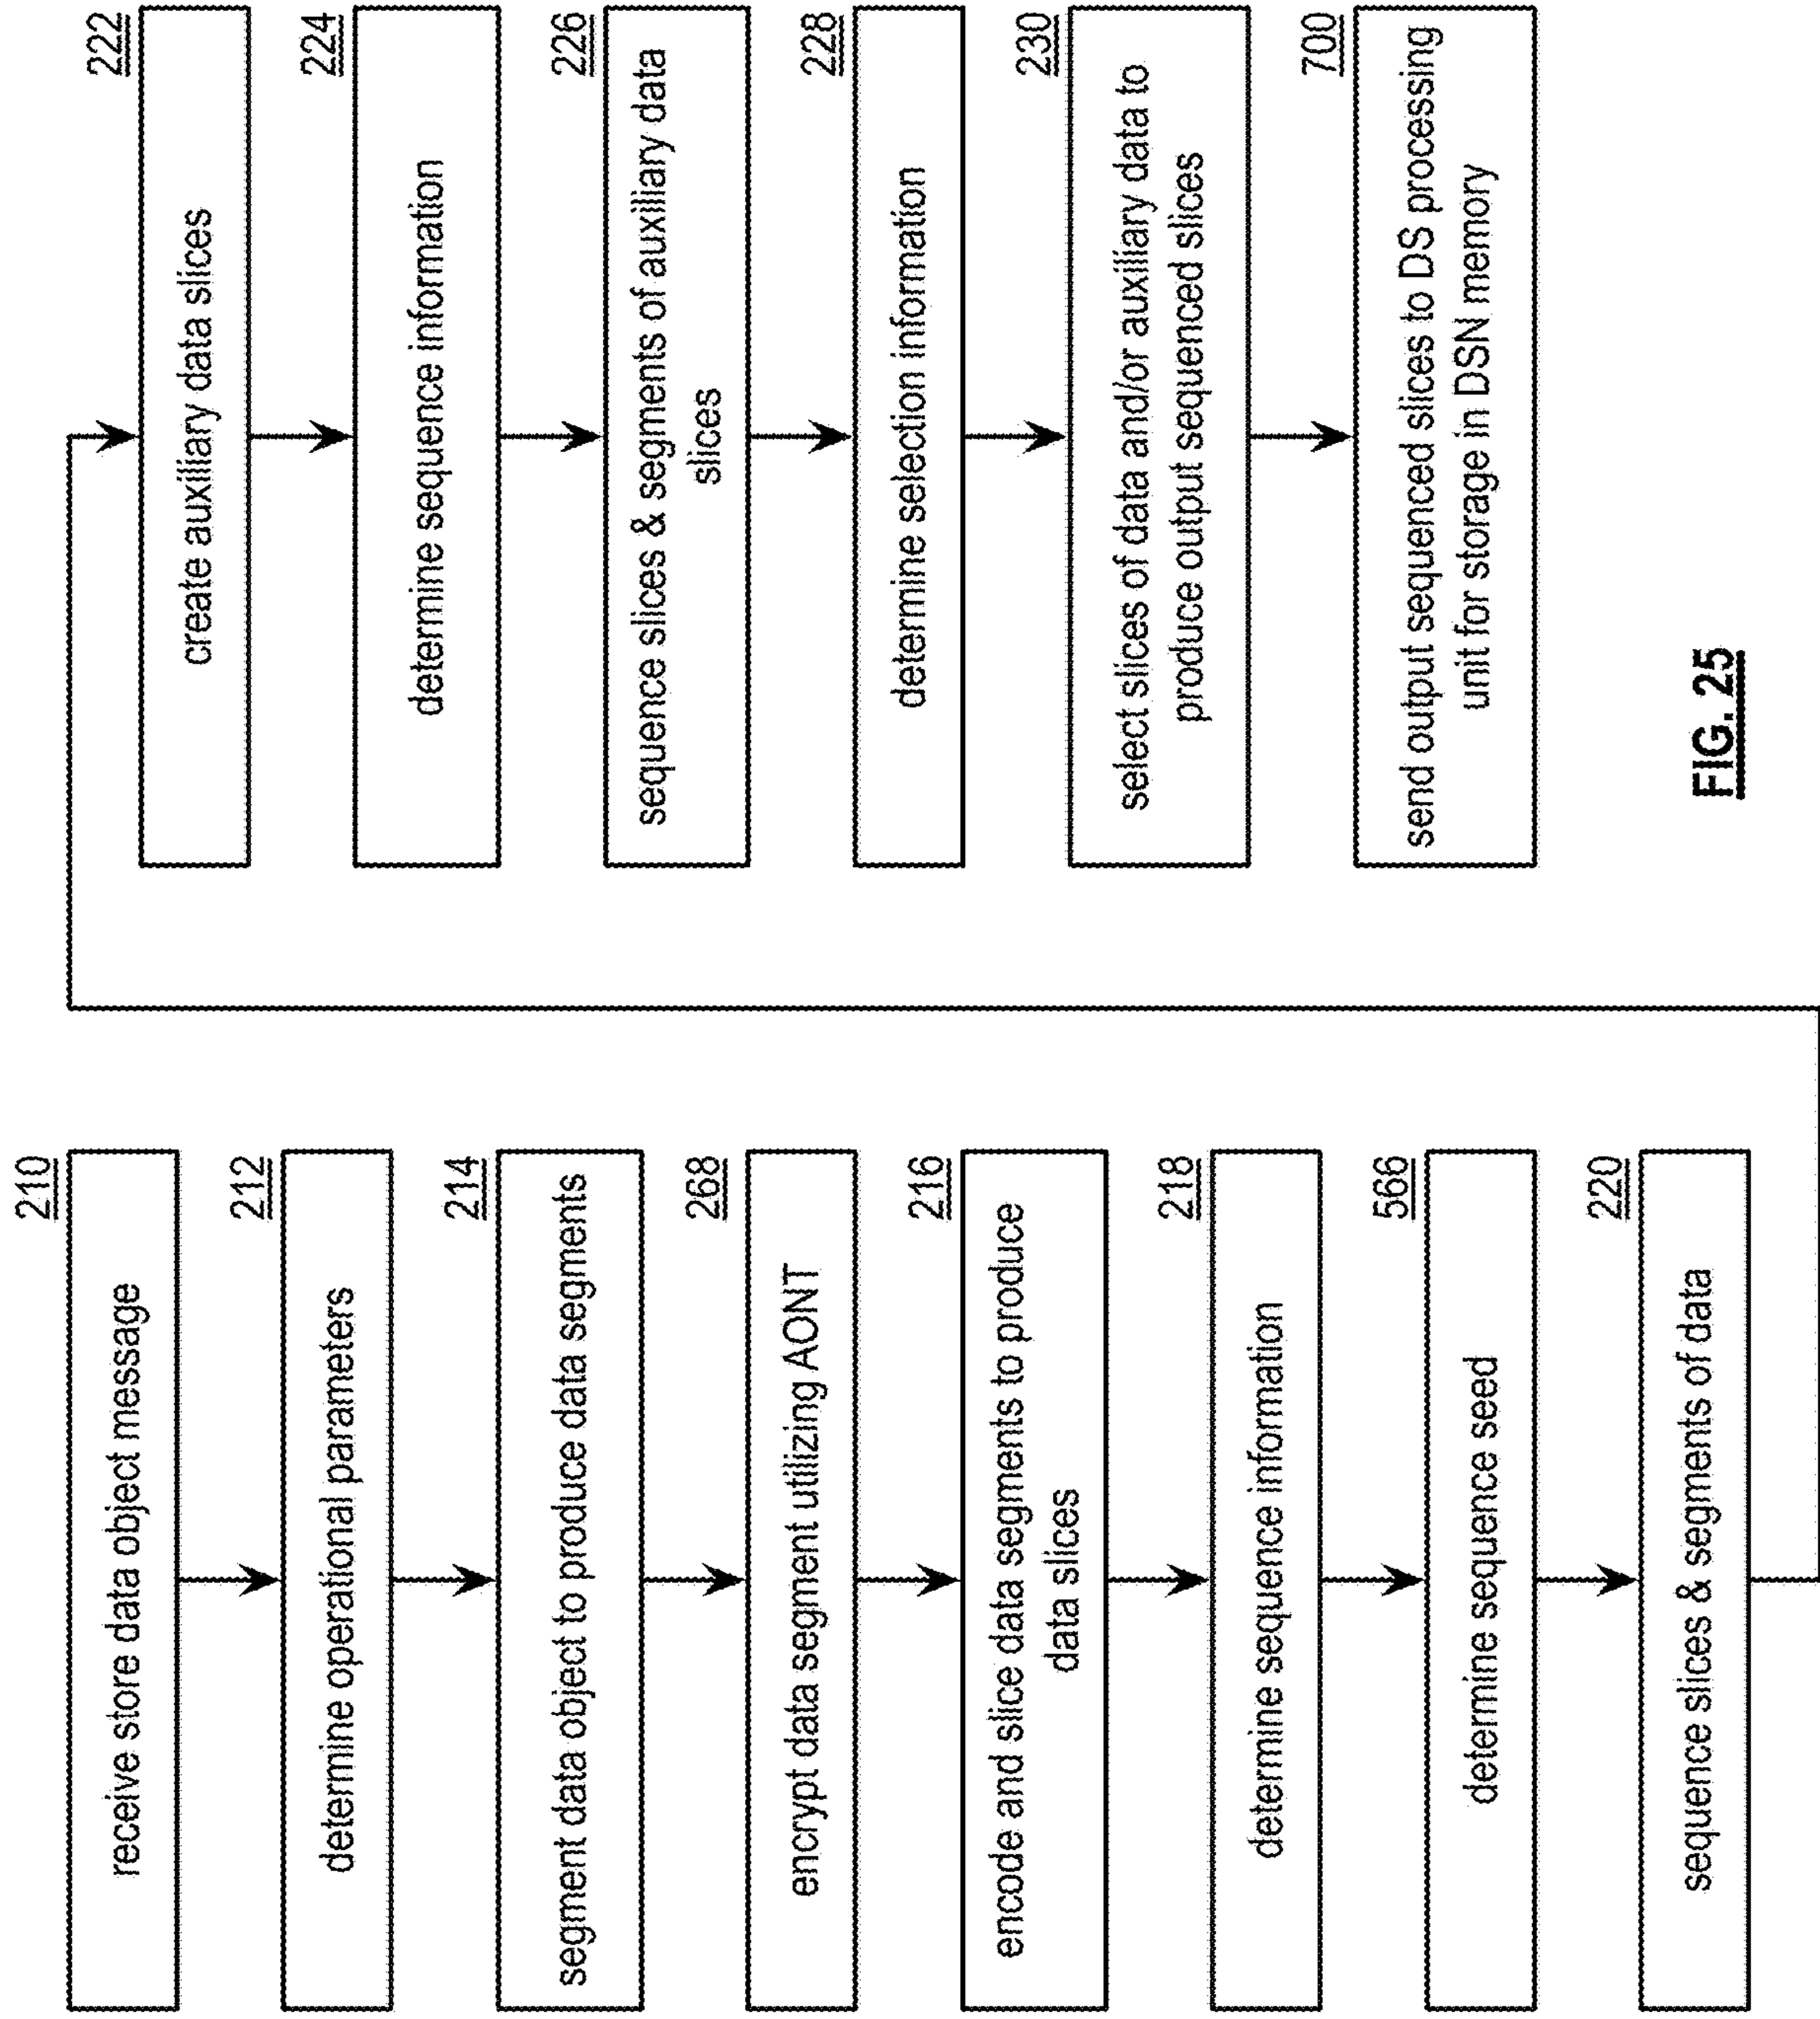 210
receive store data object message
212
determine operational parameters
214
segment data object to produce data segments
268
encrypt data segment utilizing AONT
216
encode and slice data segments to produce
data slices
218
determine sequence information
566
determine sequence seed
220
sequence slices & segments of data
222
create auxiliary data slices
224
determine sequence information
226
sequence slices & segments of auxiliary data
slices
228
determine selection information
230
select slices of data and/or auxiliary data to
produce output sequenced slices
700
send output sequenced slices to DS processing
unit for storage in DSN memory
FIG. 25